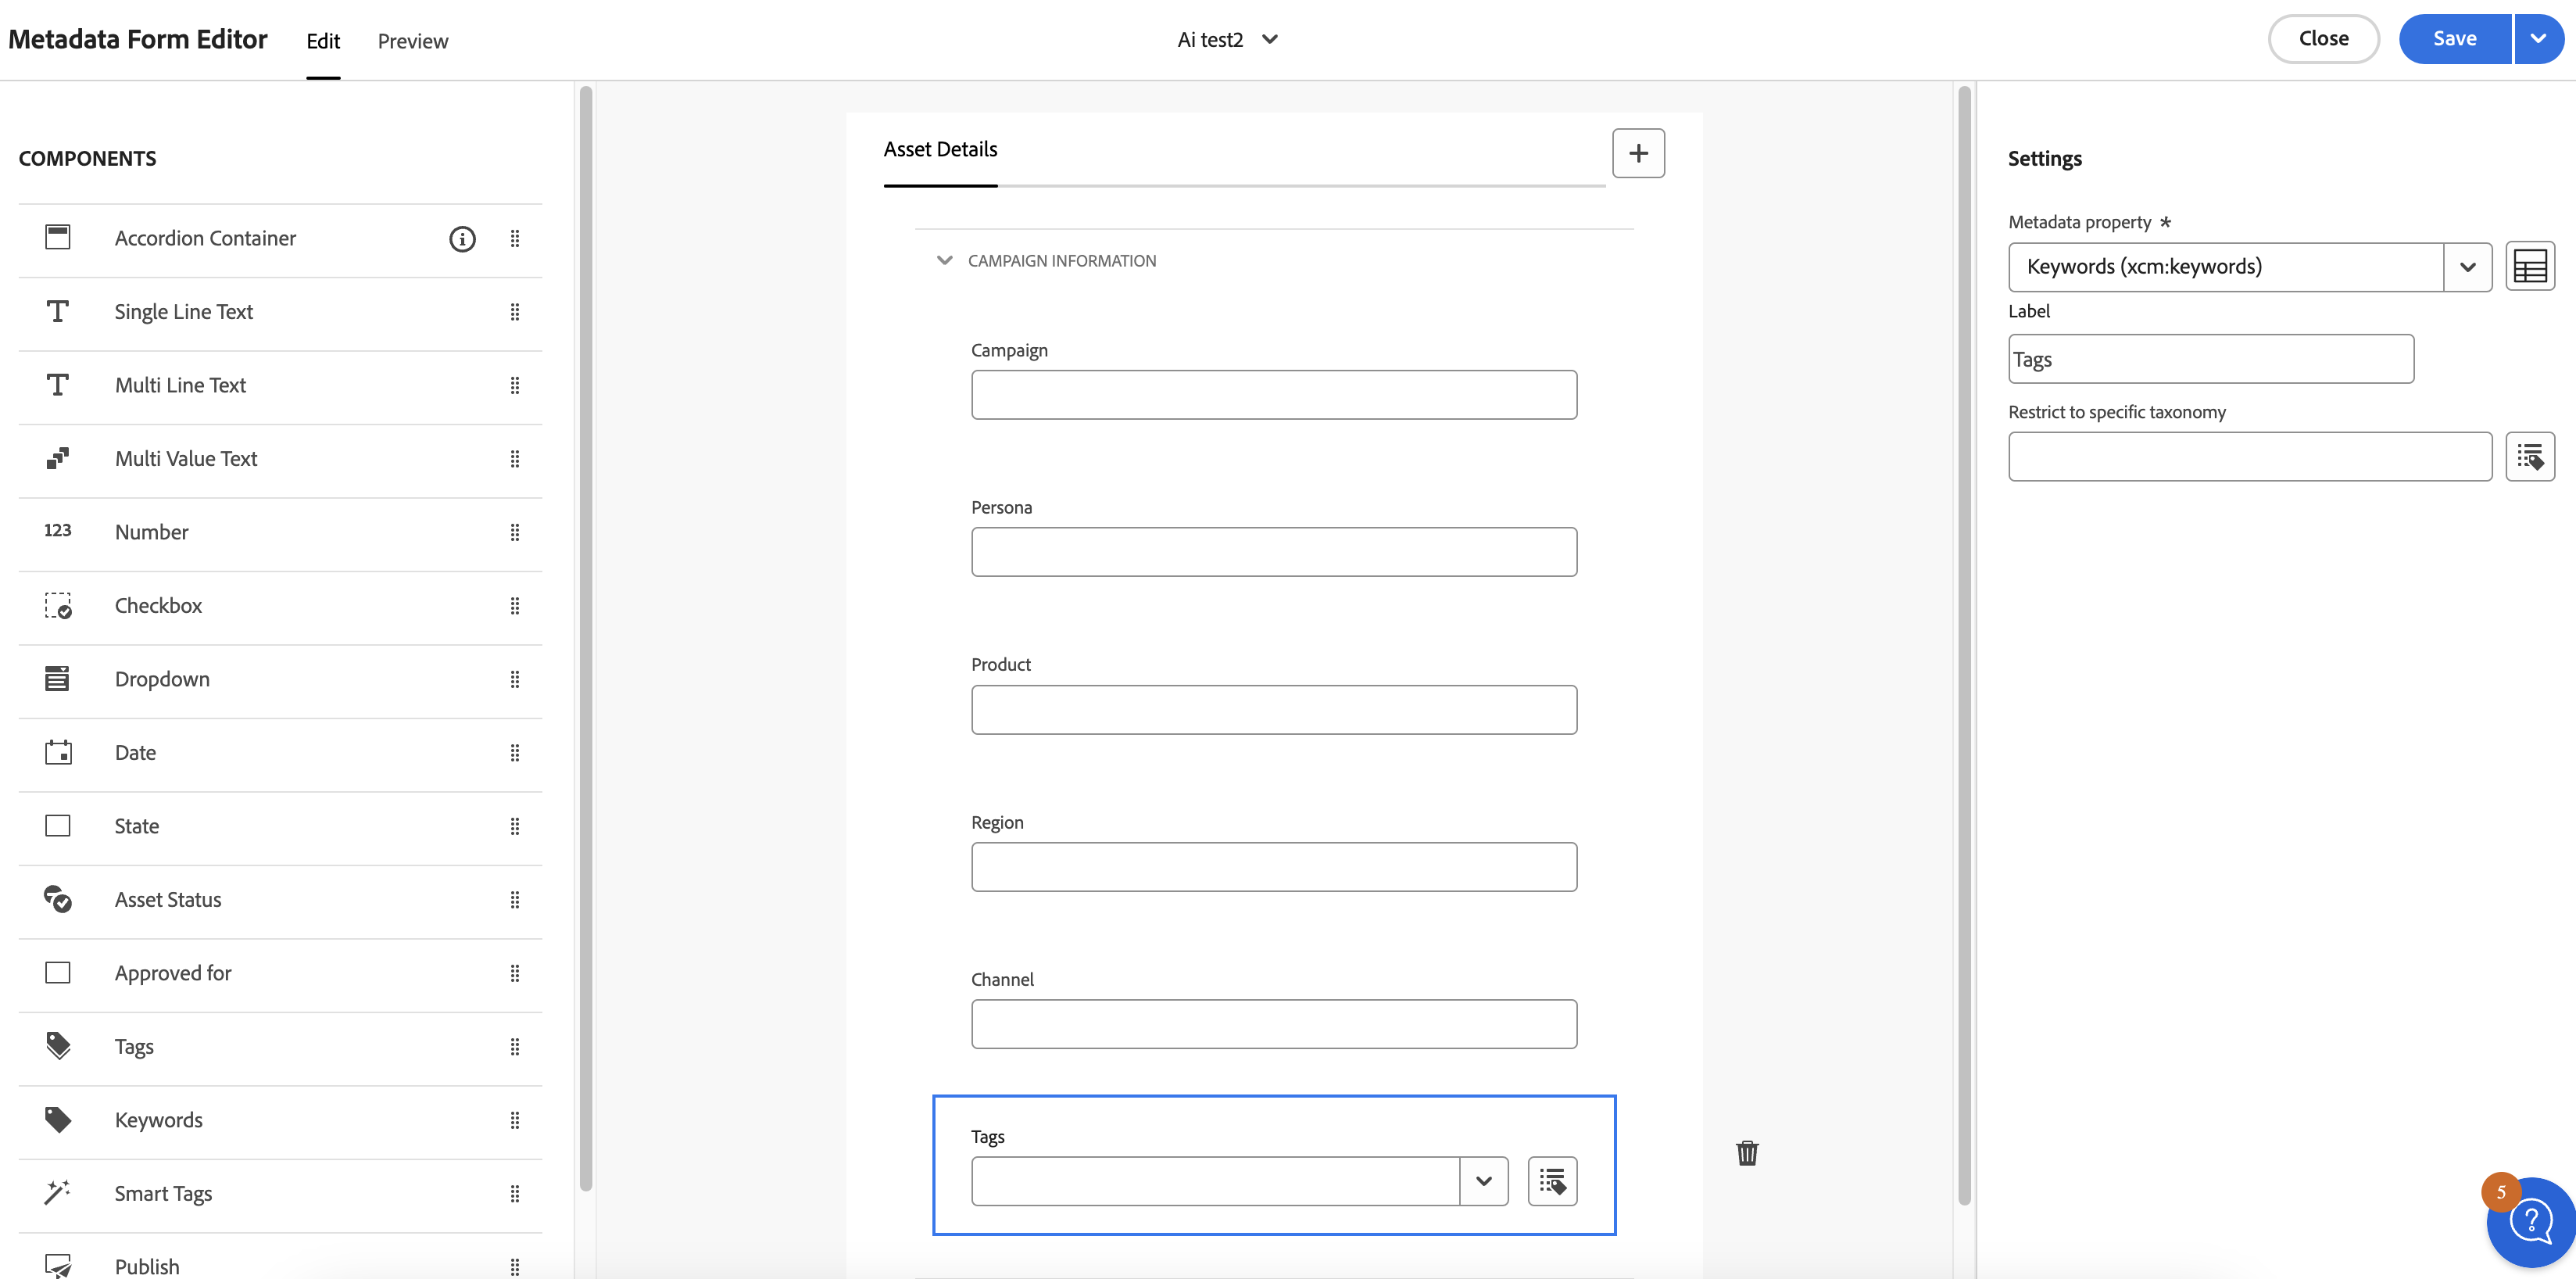 Metadata Form Editor
Edit
Preview
Ai test2
Close
Save
COMPONENTS
Accordion Container
Single Line Text
Multi Line Text
Multi Value Text
123
Number
Checkbox
Dropdown
Date
State
Asset Status
Approved for
Tags
Keywords
Smart Tags
Publish
Asset Details
CAMPAIGN INFORMATION
Campaign
Persona
Product
Region
Channel
Tags
Settings
Metadata property *
Keywords (xcm:keywords)
Label
Tags
Restrict to specific taxonomy
5